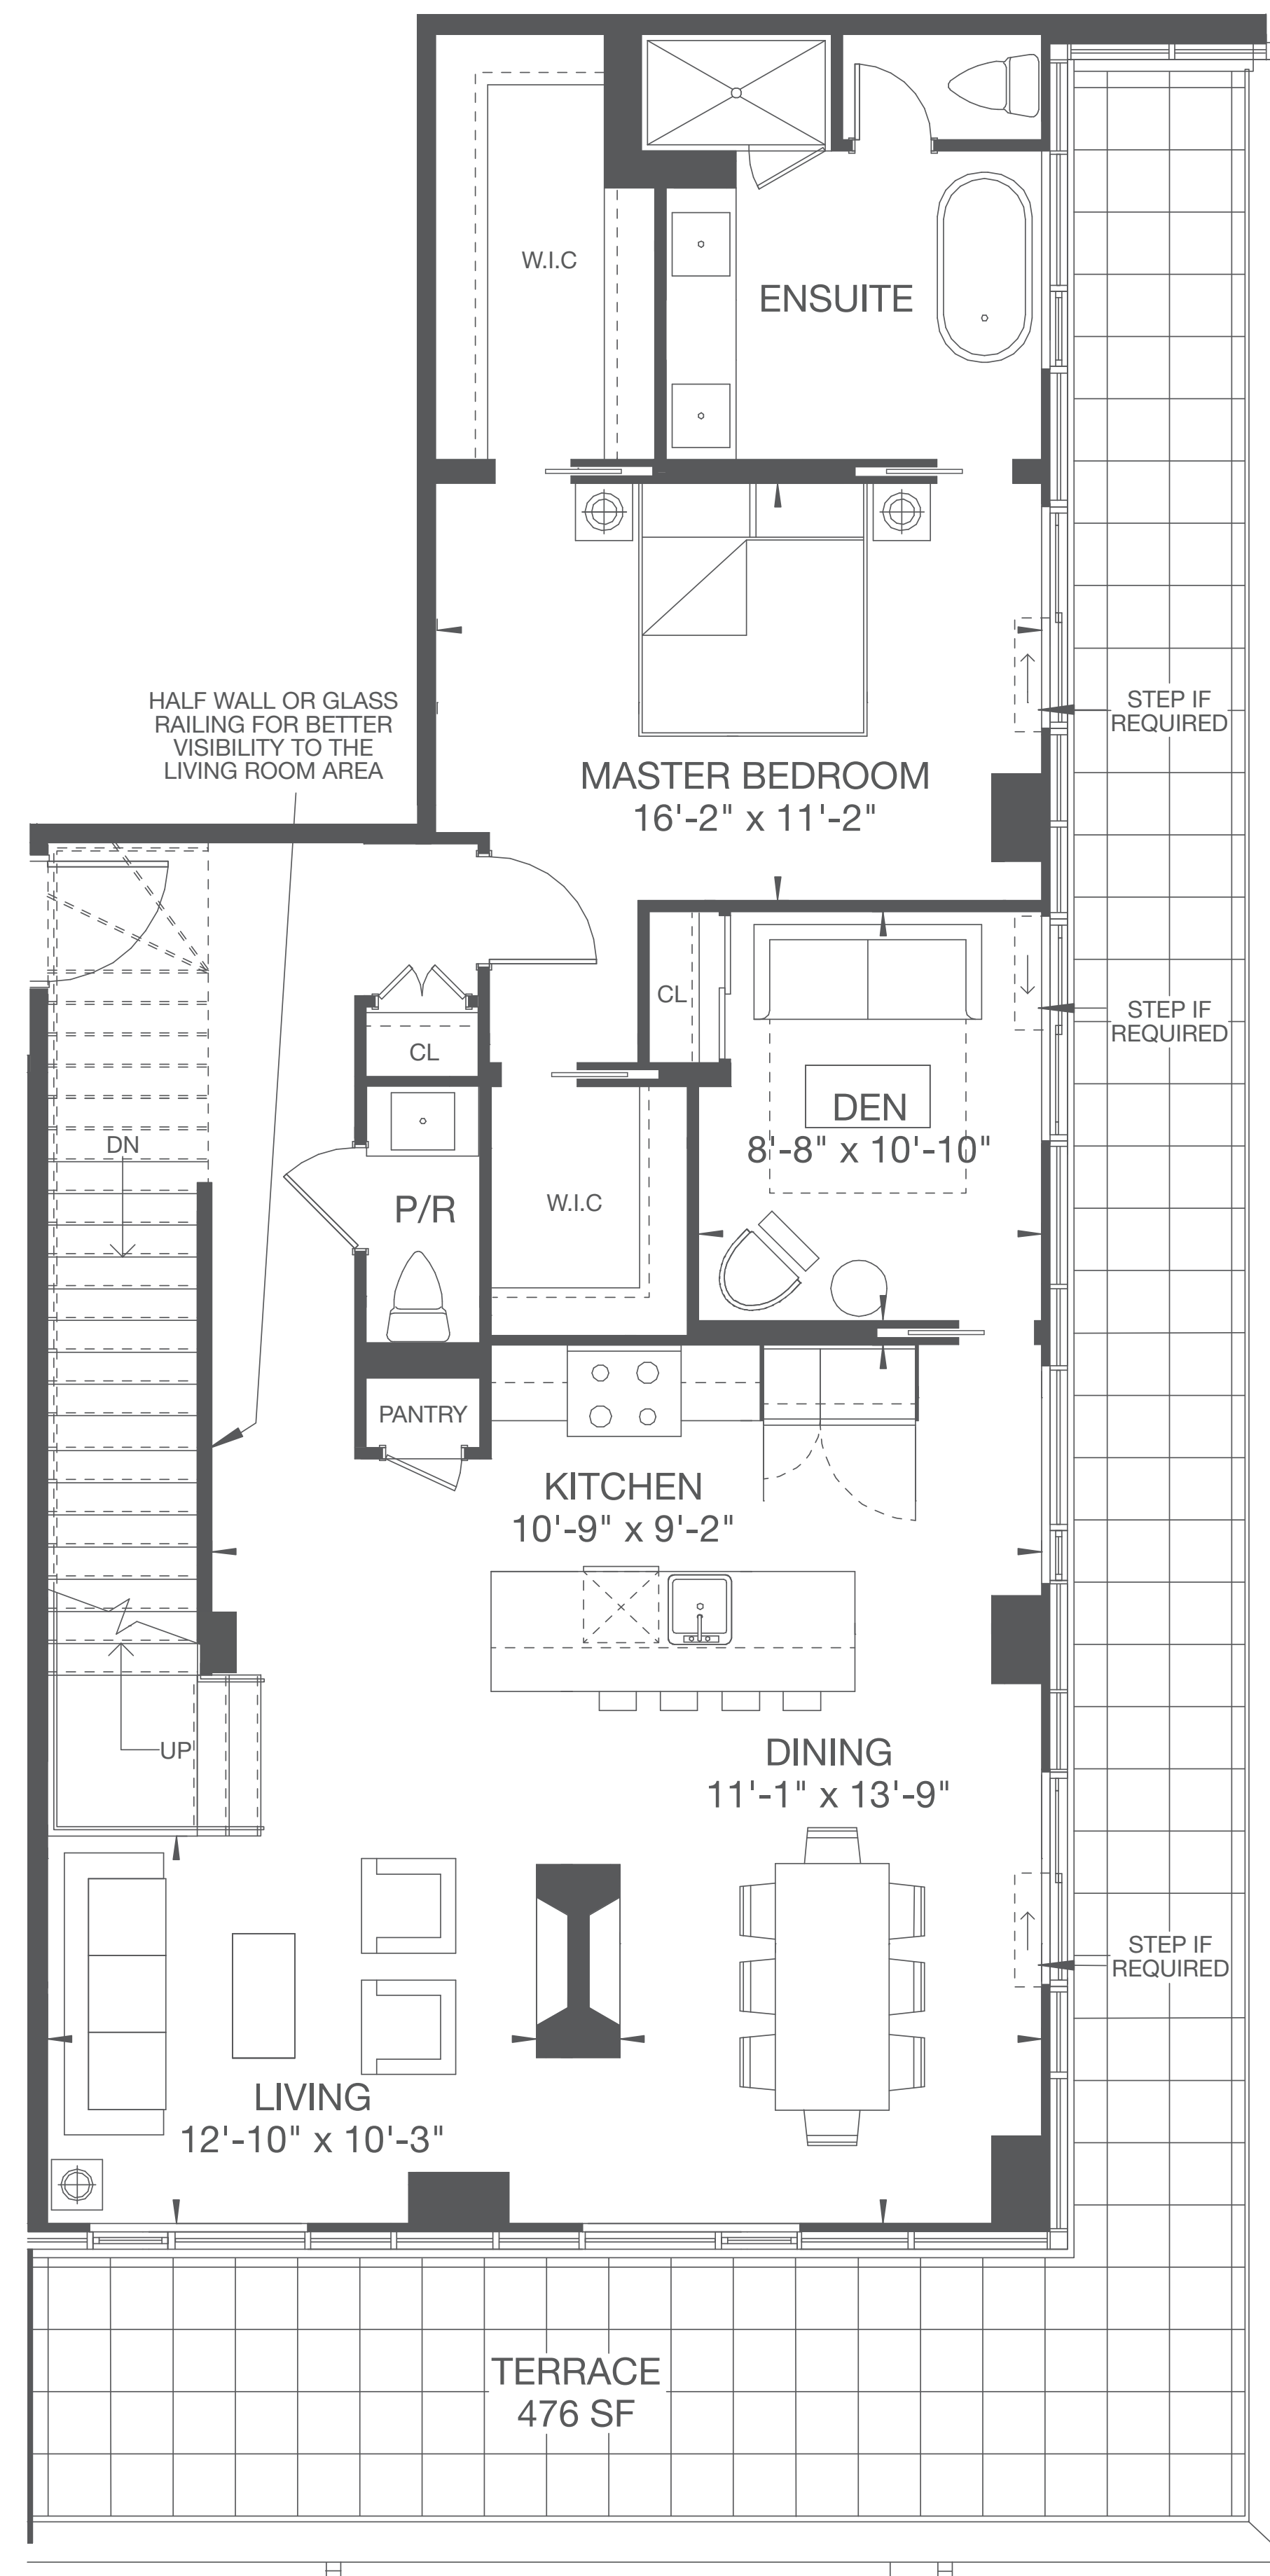 W.I.C
ENSUITE
HALF WALL OR GLASS
RAILING FOR BETTER
VISIBILITY TO THE
LIVING ROOM AREA
STEP IF
REQUIRED
MASTER BEDROOM
16'-2" x 11'-2"
CL
CL
STEP IF
REQUIRED
DN
DEN
8'-8" x 10'-10"
P/R
W.I.C
PANTRY
KITCHEN
10'-9" x 9'-2"
UP
DINING
11'-1" x 13'-9"
STEP IF
REQUIRED
LIVING
12'-10" x 10'-3"
TERRACE
476 SF